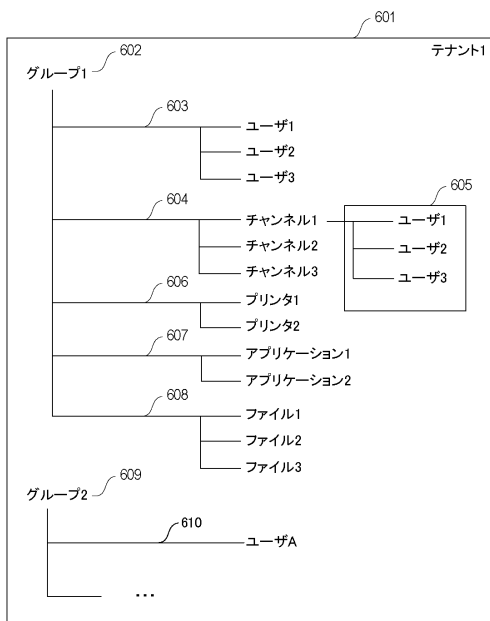 601
テナント1
602
グループ1
603
ユーザ1
ユーザ2
ユーザ3
604
チャンネル1
チャンネル2
チャンネル3
605
ユーザ1
ユーザ2
ユーザ3
606
プリンタ1
プリンタ2
607
アプリケーション1
アプリケーション2
608
ファイル1
ファイル2
ファイル3
609
グループ2
610
ユーザA
...